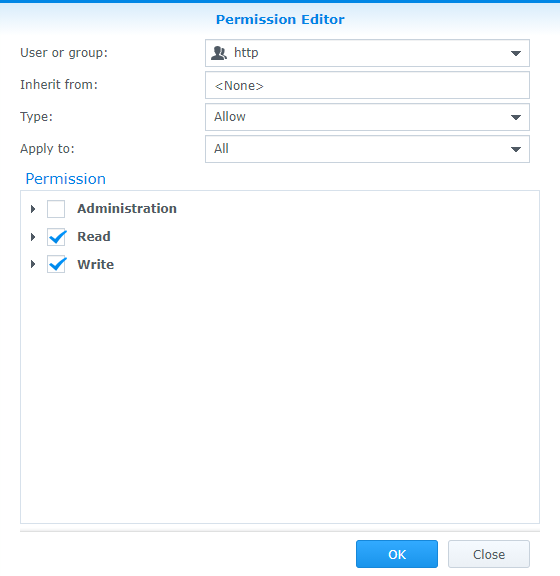 Permission Editor
User or group: http
Inherit from: <None>
Type: Allow
Apply to: All
Permission
Administration
Read
Write
OK Close